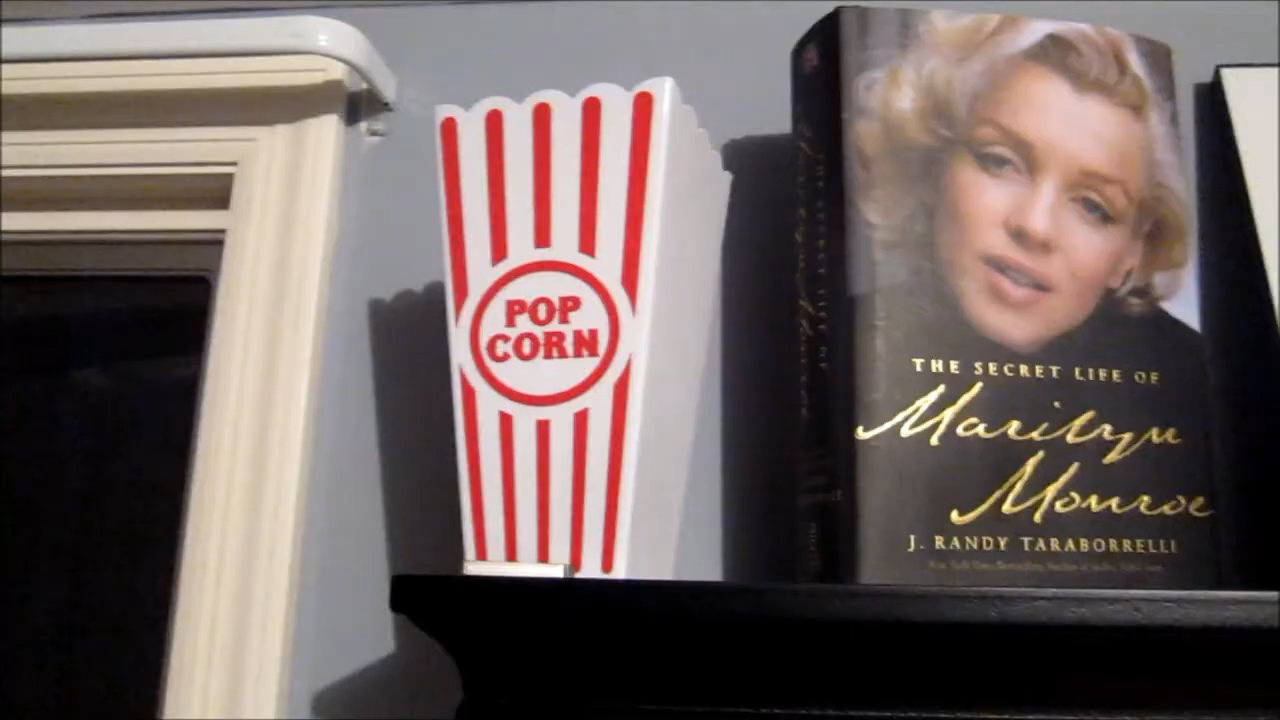 POP
CORN
THE SECRET LIFE OF
Marilyn
Monroe
J. RANDY TARABORRELLI